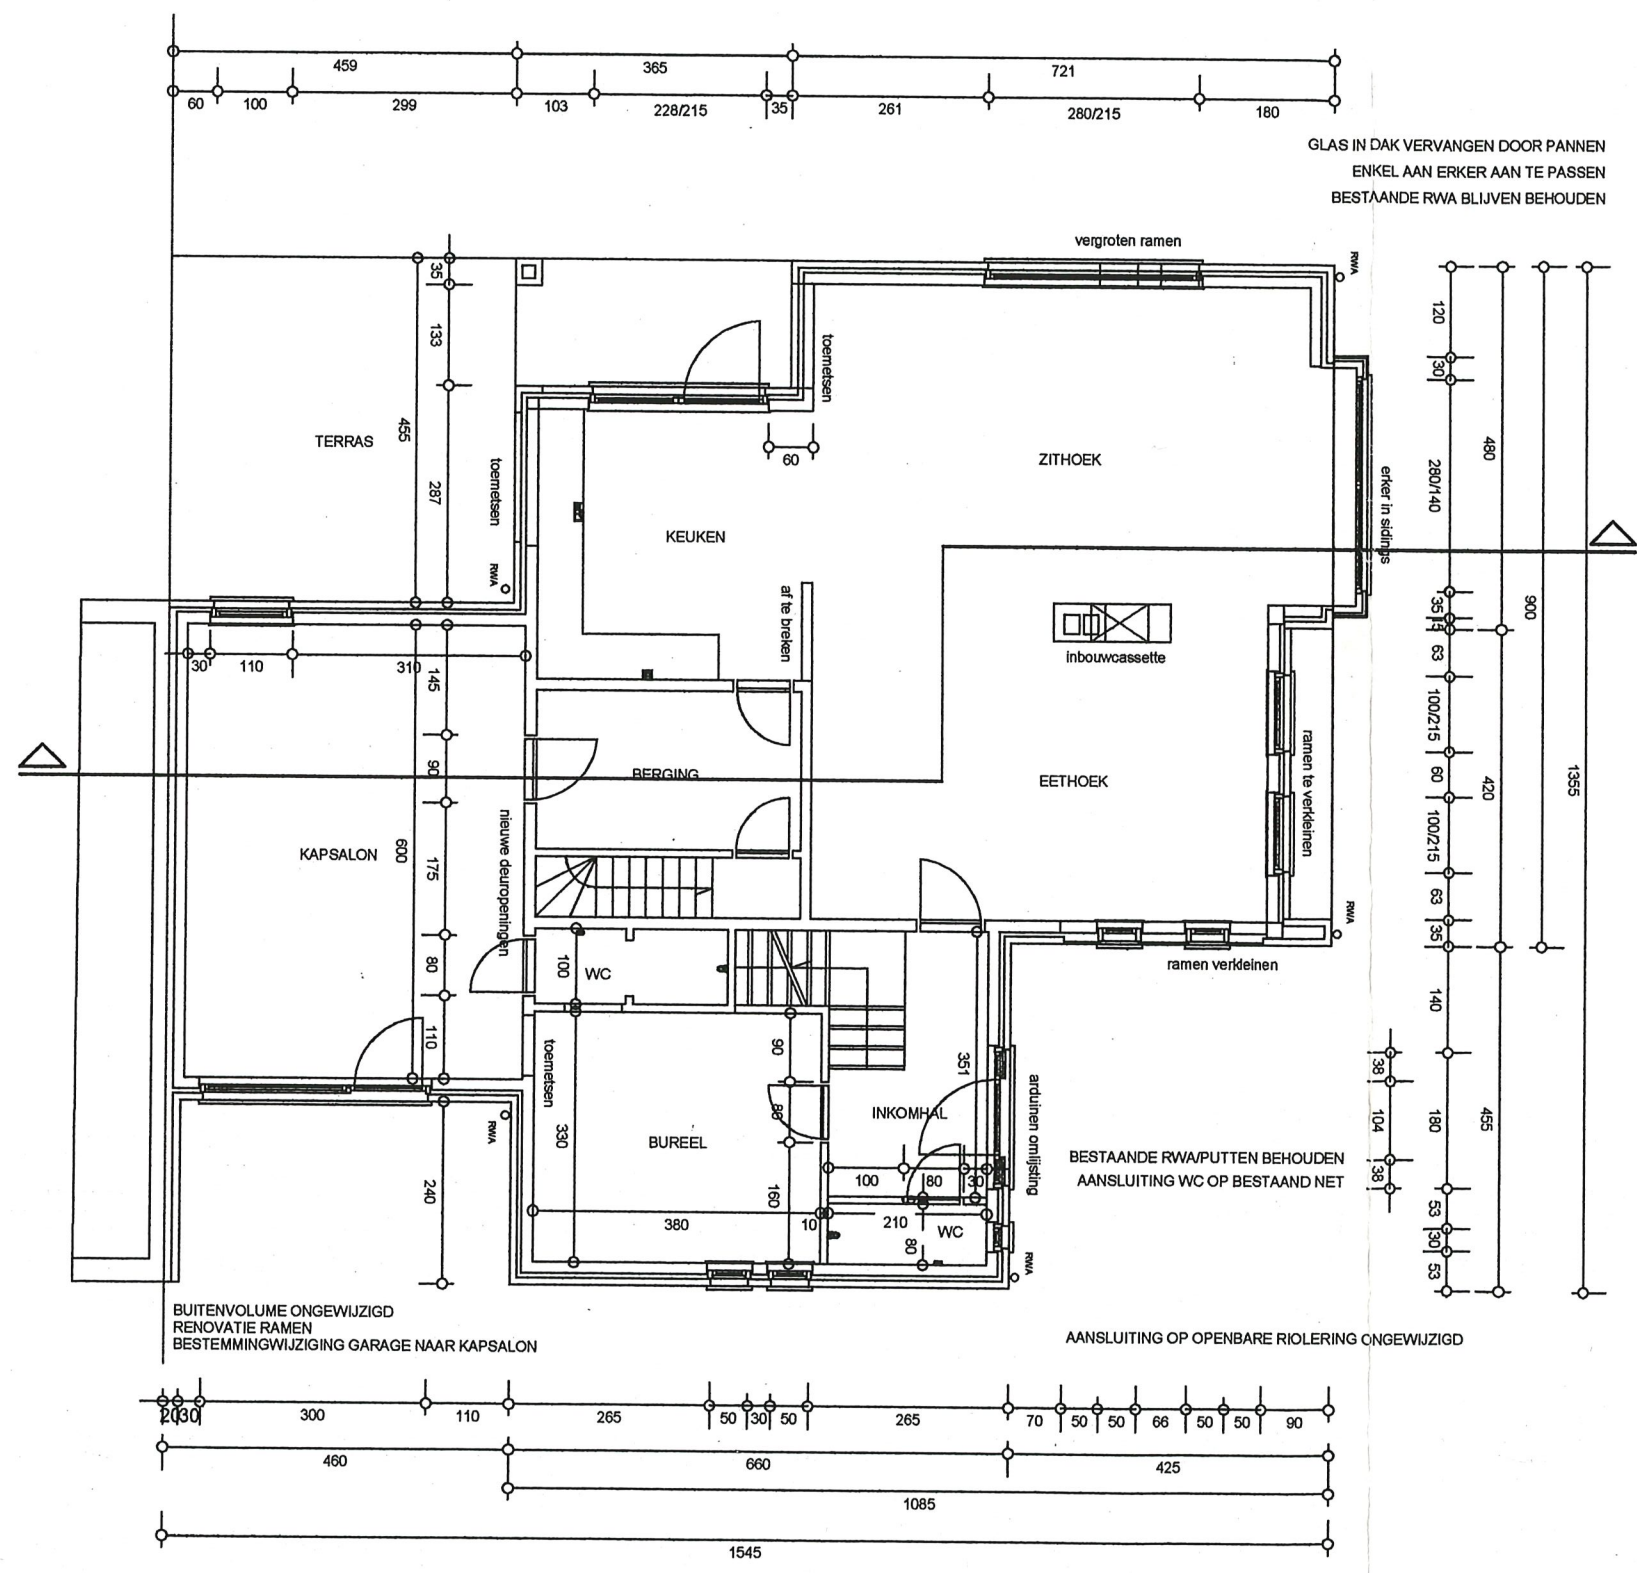 459
365
721
60
100
299
103
228/215
35
261
280/215
180
GLAS IN DAK VERVANGEN DOOR PANNEN
ENKEL AAN ERKER AAN TE PASSEN
BESTAANDE RWA BLIJVEN BEHOUDEN
vergroten ramen
RWA
35
133
455
287
TERRAS
toemetsen
RWA
toemetsen
60
KEUKEN
ZITHOEK
erker in sidings
af te breken
inbouwcassette
120
30
280/140
480
35
15
63
900
100/215
60
420
1355
100/215
63
35
140
38
104
38
180
455
53
30
53
30
110
310
145
90
600
175
80
110
KAPSALON
nieuwe deuropeningen
BERGING
EETHOEK
ramen te verkleinen
RWA
ramen verkleinen
100
WC
toemetsen
330
BUREEL
90
80
160
351
INKOMHAL
arduinen omlijsting
100
80
30
380
10
210
WC
80
RWA
RWA
240
BESTAANDE RWA/PUTTEN BEHOUDEN
AANSLUITING WC OP BESTAAND NET
BUITENVOLUME ONGEWIJZIGD
RENOVATIE RAMEN
BESTEMMINGWIJZIGING GARAGE NAAR KAPSALON
AANSLUITING OP OPENBARE RIOLERING ONGEWIJZIGD
20
30
300
110
265
50
30
50
265
70
50
50
66
50
50
90
460
660
425
1085
1545